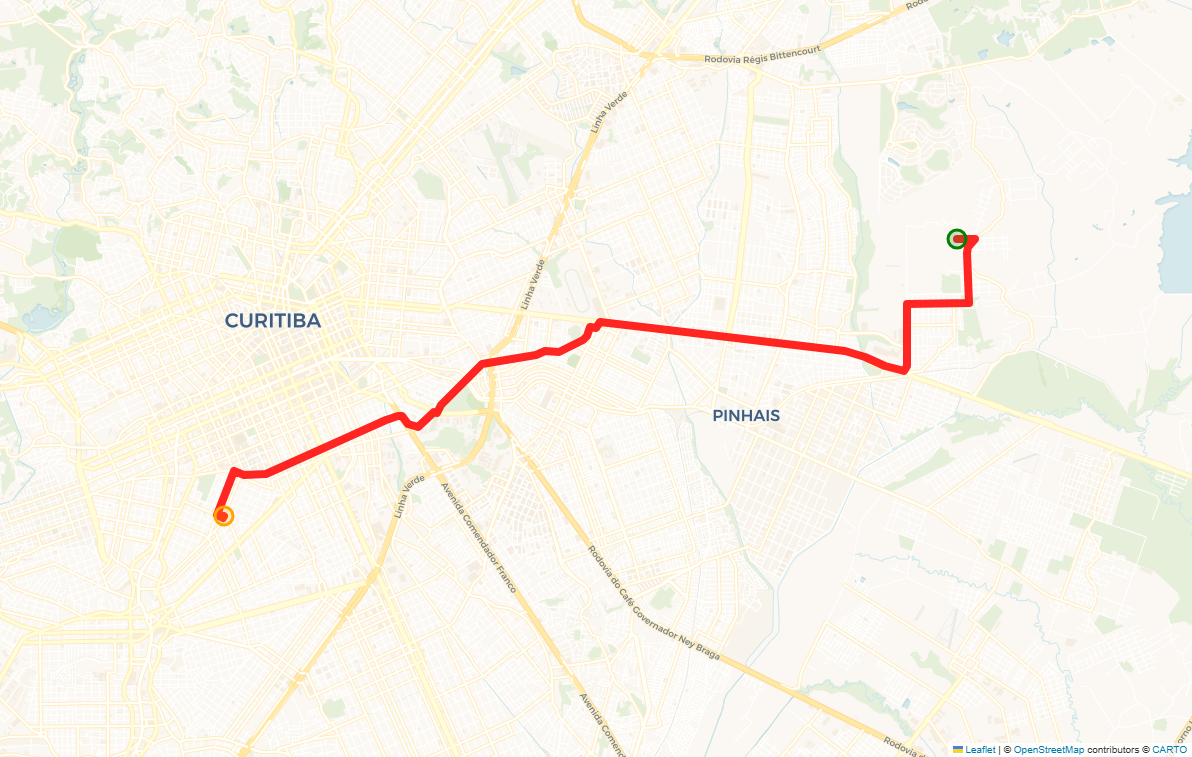 Rodo
Rodovia Régis Bittencourt
Linha Verde
Linha Verde
CURITIBA
PINHAIS
Linha Verde
Avenida Comendador Franco
Rodovia do Café Governador Ney Braga
Avenida Comen
Rodovia d
orno
Leaflet | © OpenStreetMap contributors © CARTO